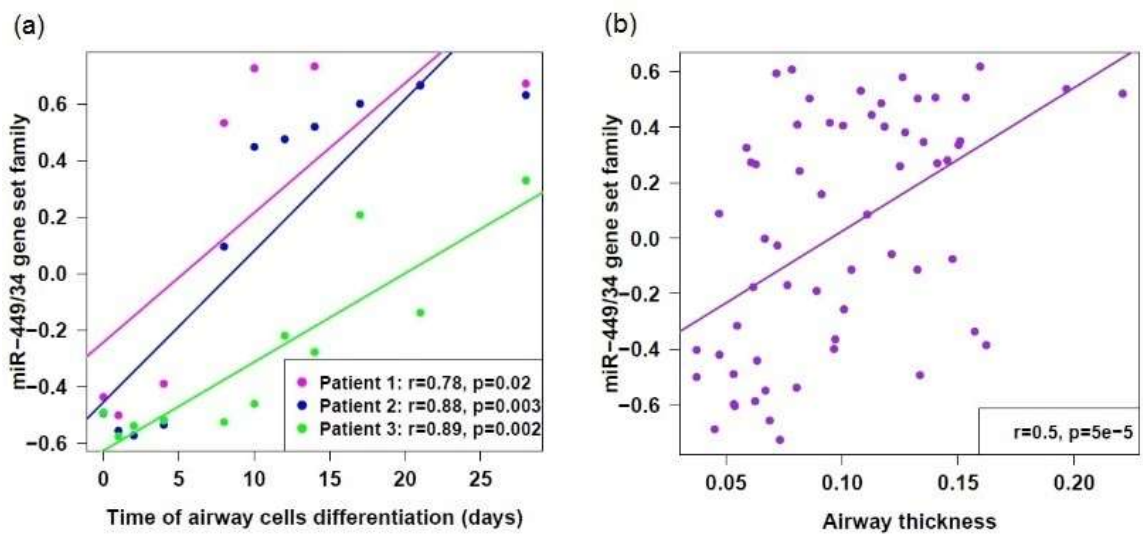 (a)
miR−449/34 gene set family
0.6
0.4
0.2
0.0
−0.2
−0.4
−0.6
Patient 1: r=0.78, p=0.02
Patient 2: r=0.88, p=0.003
Patient 3: r=0.89, p=0.002
0 5 10 15 20 25
Time of airway cells differentiation (days)
(b)
miR−449/34 gene set family
0.6
0.4
0.2
0.0
−0.2
−0.4
−0.6
r=0.5, p=5e−5
0.05 0.10 0.15 0.20
Airway thickness